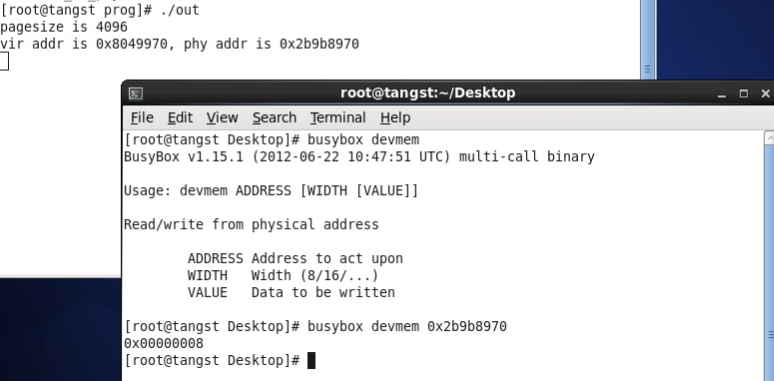 [root@tangst prog]# ./out
pagesize is 4096
vir addr is 0x8049970, phy addr is 0x2b9b8970
root@tangst:~/Desktop
File Edit View Search Terminal Help
[root@tangst Desktop]# busybox devmem
BusyBox v1.15.1 (2012-06-22 10:47:51 UTC) multi-call binary
Usage: devmem ADDRESS [WIDTH [VALUE]]
Read/write from physical address
ADDRESS Address to act upon
WIDTH Width (8/16/...)
VALUE Data to be written
[root@tangst Desktop]# busybox devmem 0x2b9b8970
0x00000008
[root@tangst Desktop]#